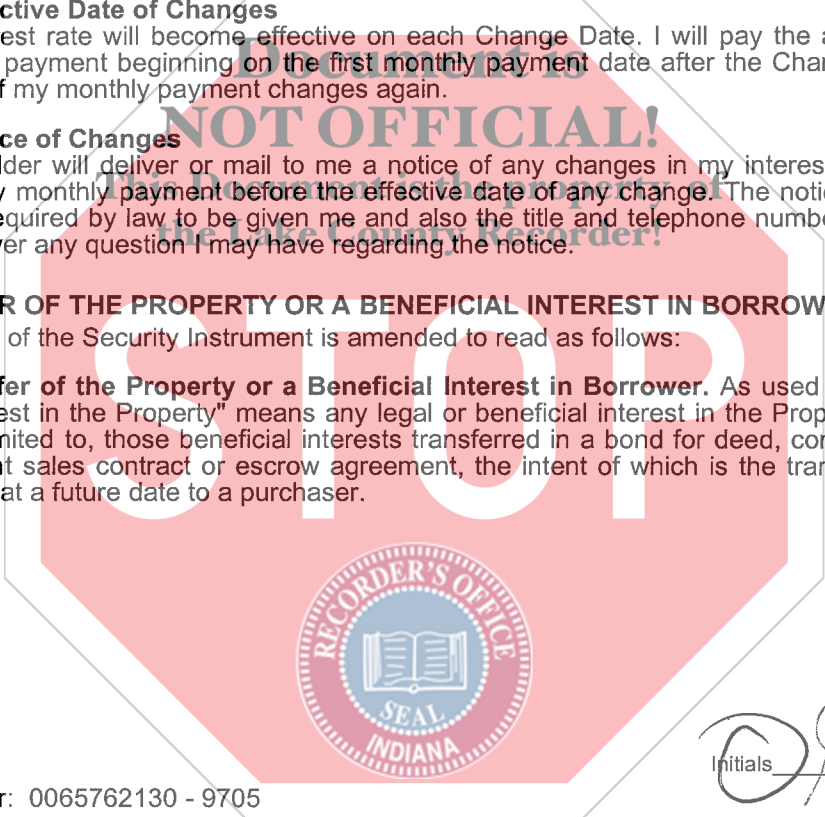 ctive Date of Changes
est rate will become effective on each Change Date. I will pay the a
payment beginning on the first monthly payment date after the Chan
f my monthly payment changes again.
ce of Changes
lder will deliver or mail to me a notice of any changes in my interes
y monthly payment before the effective date of any change. The notic
equired by law to be given me and also the title and telephone numbe
er any question I may have regarding the notice.
Document is
NOT OFFICIAL!
This Document is the property of
the Lake County Recorder!
R OF THE PROPERTY OR A BENEFICIAL INTEREST IN BORROW
of the Security Instrument is amended to read as follows:
fer of the Property or a Beneficial Interest in Borrower. As used
est in the Property" means any legal or beneficial interest in the Prop
mited to, those beneficial interests transferred in a bond for deed, con
t sales contract or escrow agreement, the intent of which is the tran
at a future date to a purchaser.
STOP
RECORDER'S OFFICE
SEAL
INDIANA
Initials
r: 0065762130 - 9705